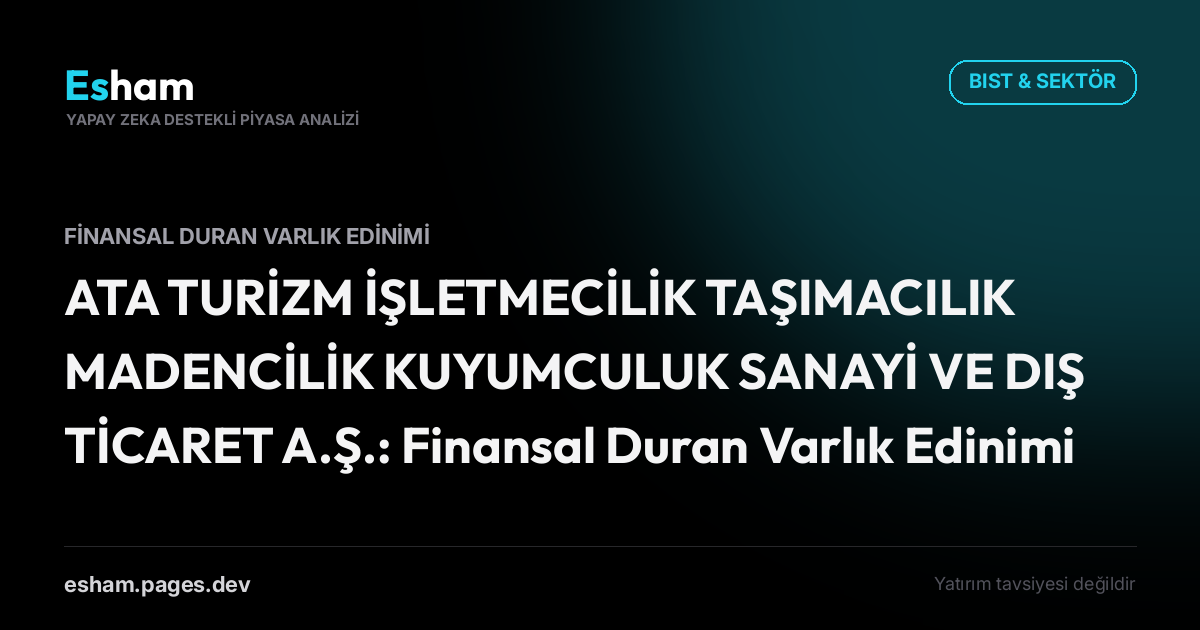 Esham
YAPAY ZEKA DESTEKLİ PİYASA ANALİZİ
BIST & SEKTÖR
FİNANSAL DURAN VARLIK EDİNİMİ
ATA TURİZM İŞLETMECİLİK TAŞIMACILIK
MADENCİLİK KUYUMCULUK SANAYİ VE DIŞ
TİCARET A.Ş.: Finansal Duran Varlık Edinimi
esham.pages.dev
Yatırım tavsiyesi değildir